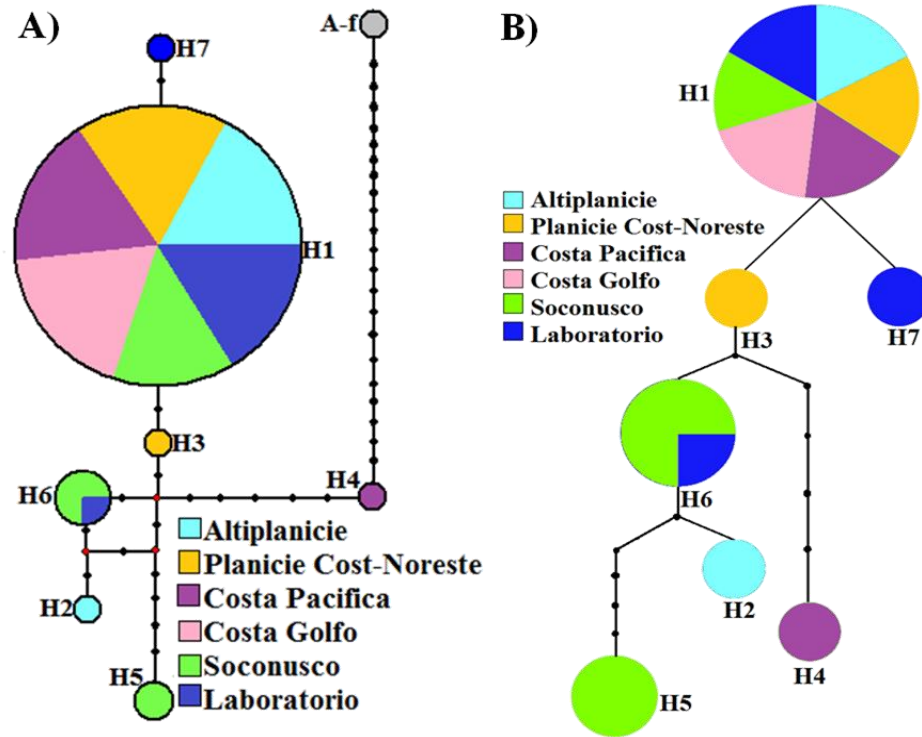 A)
H7
A-f
H1
H3
H6
H4
H2
H5
Altiplanicie
Planicie Cost-Noreste
Costa Pacifica
Costa Golfo
Soconusco
Laboratorio
B)
H1
Altiplanicie
Planicie Cost-Noreste
Costa Pacifica
Costa Golfo
Soconusco
Laboratorio
H3
H7
H6
H2
H4
H5